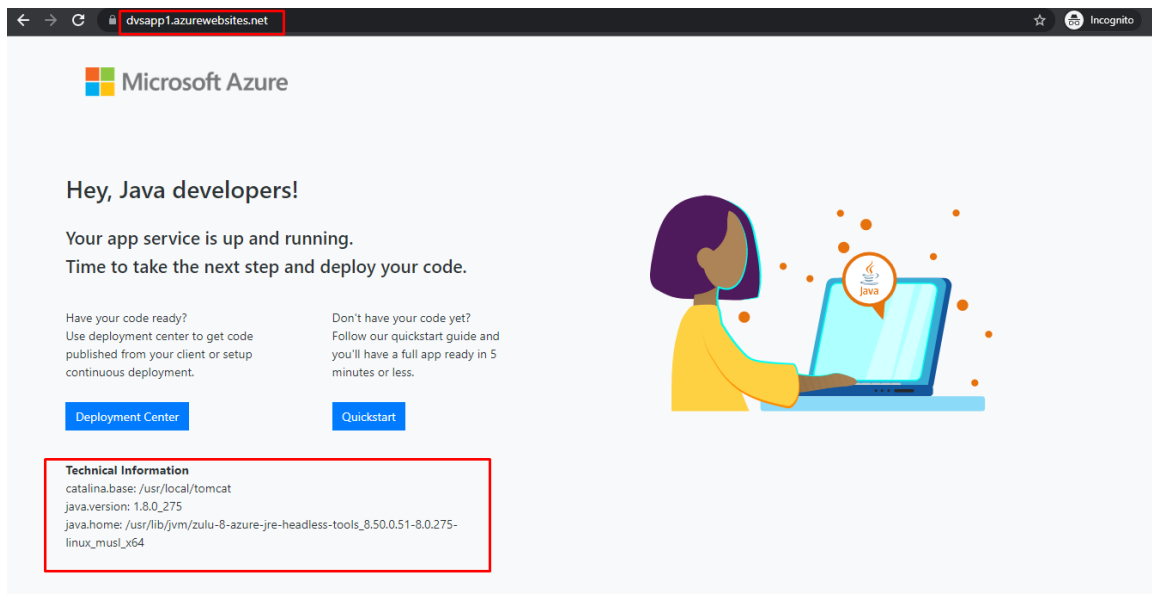 dvsapp1.azurewebsites.net
Incognito
Microsoft Azure
Hey, Java developers!
Your app service is up and running.
Time to take the next step and deploy your code.
Have your code ready?
Use deployment center to get code
published from your client or setup
continuous deployment.
Deployment Center
Don't have your code yet?
Follow our quickstart guide and
you'll have a full app ready in 5
minutes or less.
Quickstart
Java
Technical Information
catalina.base: /usr/local/tomcat
java.version: 1.8.0_275
java.home: /usr/lib/jvm/zulu-8-azure-jre-headless-tools_8.50.0.51-8.0.275-
linux_musl_x64